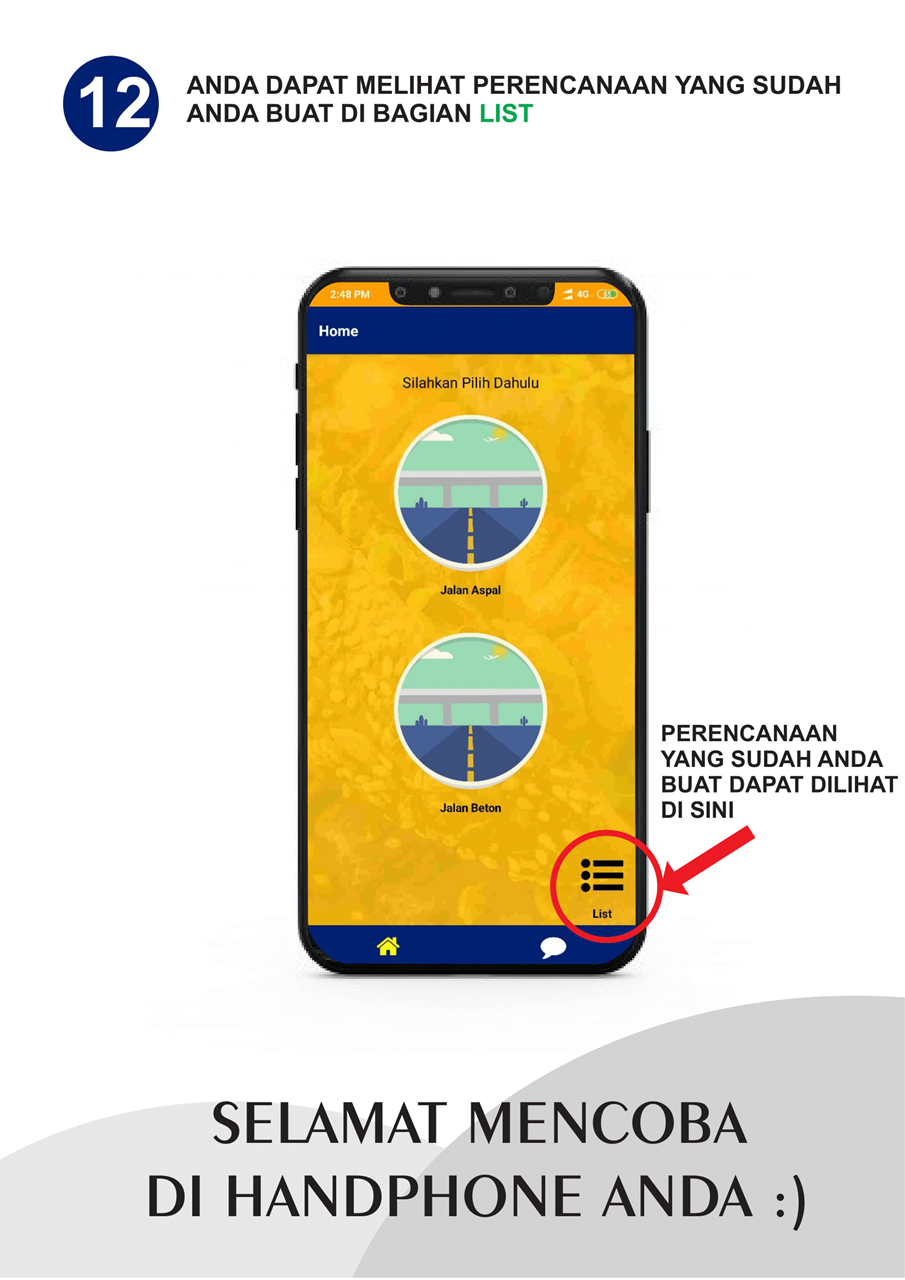 12
ANDA DAPAT MELIHAT PERENCANAAN YANG SUDAH
ANDA BUAT DI BAGIAN LIST
2:48 PM
4G
Home
Silahkan Pilih Dahulu
Jalan Aspal
Jalan Beton
PERENCANAAN
YANG SUDAH ANDA
BUAT DAPAT DILIHAT
DI SINI
List
SELAMAT MENCOBA
DI HANDPHONE ANDA :)